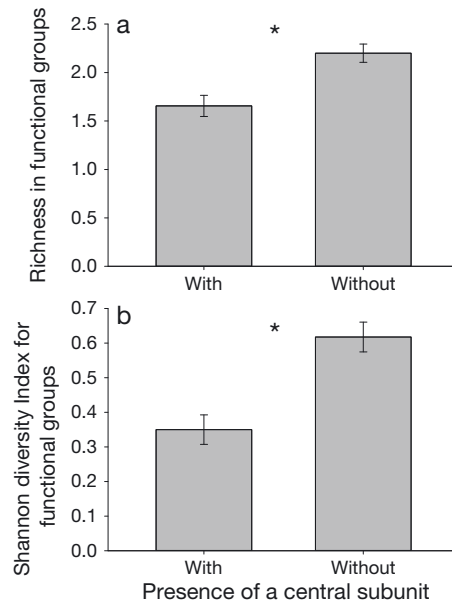 a
*
Richness in functional groups
2.5
2.0
1.5
1.0
0.5
0.0
With Without
b
*
Shannon diversity Index for
functional groups
0.7
0.6
0.5
0.4
0.3
0.2
0.1
0.0
With Without
Presence of a central subunit